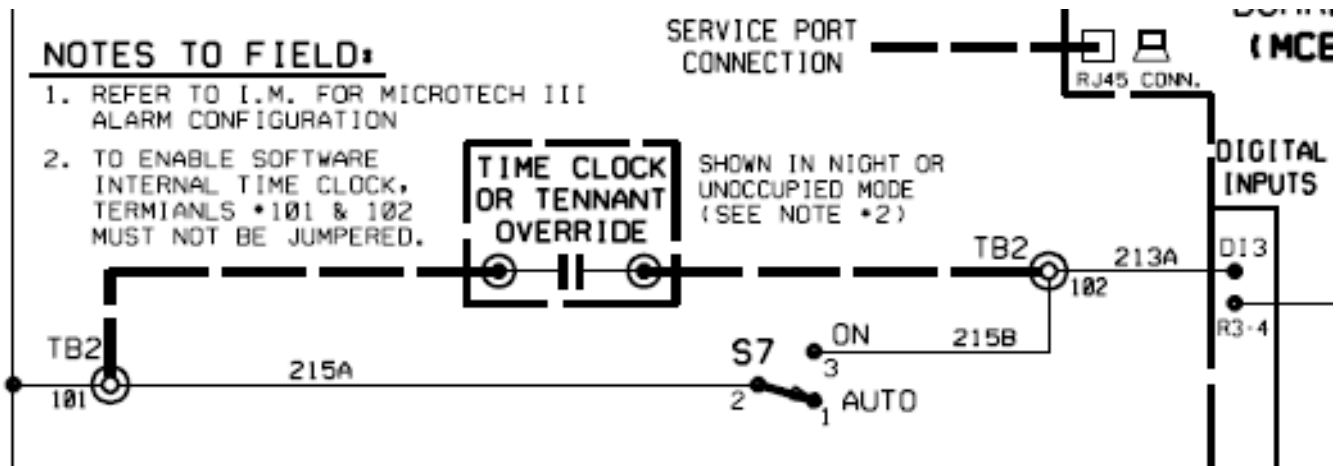 NOTES TO FIELD:
1. REFER TO I.M. FOR MICROTECH III
ALARM CONFIGURATION
2. TO ENABLE SOFTWARE
INTERNAL TIME CLOCK,
TERMIANLS *101 & 102
MUST NOT BE JUMPERED.
SERVICE PORT
CONNECTION
RJ45 CONN.
(MCB
TIME CLOCK
OR TENNANT
OVERRIDE
SHOWN IN NIGHT OR
UNOCCUPIED MODE
(SEE NOTE *2)
DIGITAL
INPUTS
TB2
102
213A
DI3
R3-4
TB2
101
215A
S7
ON
3
215B
2
1
AUTO